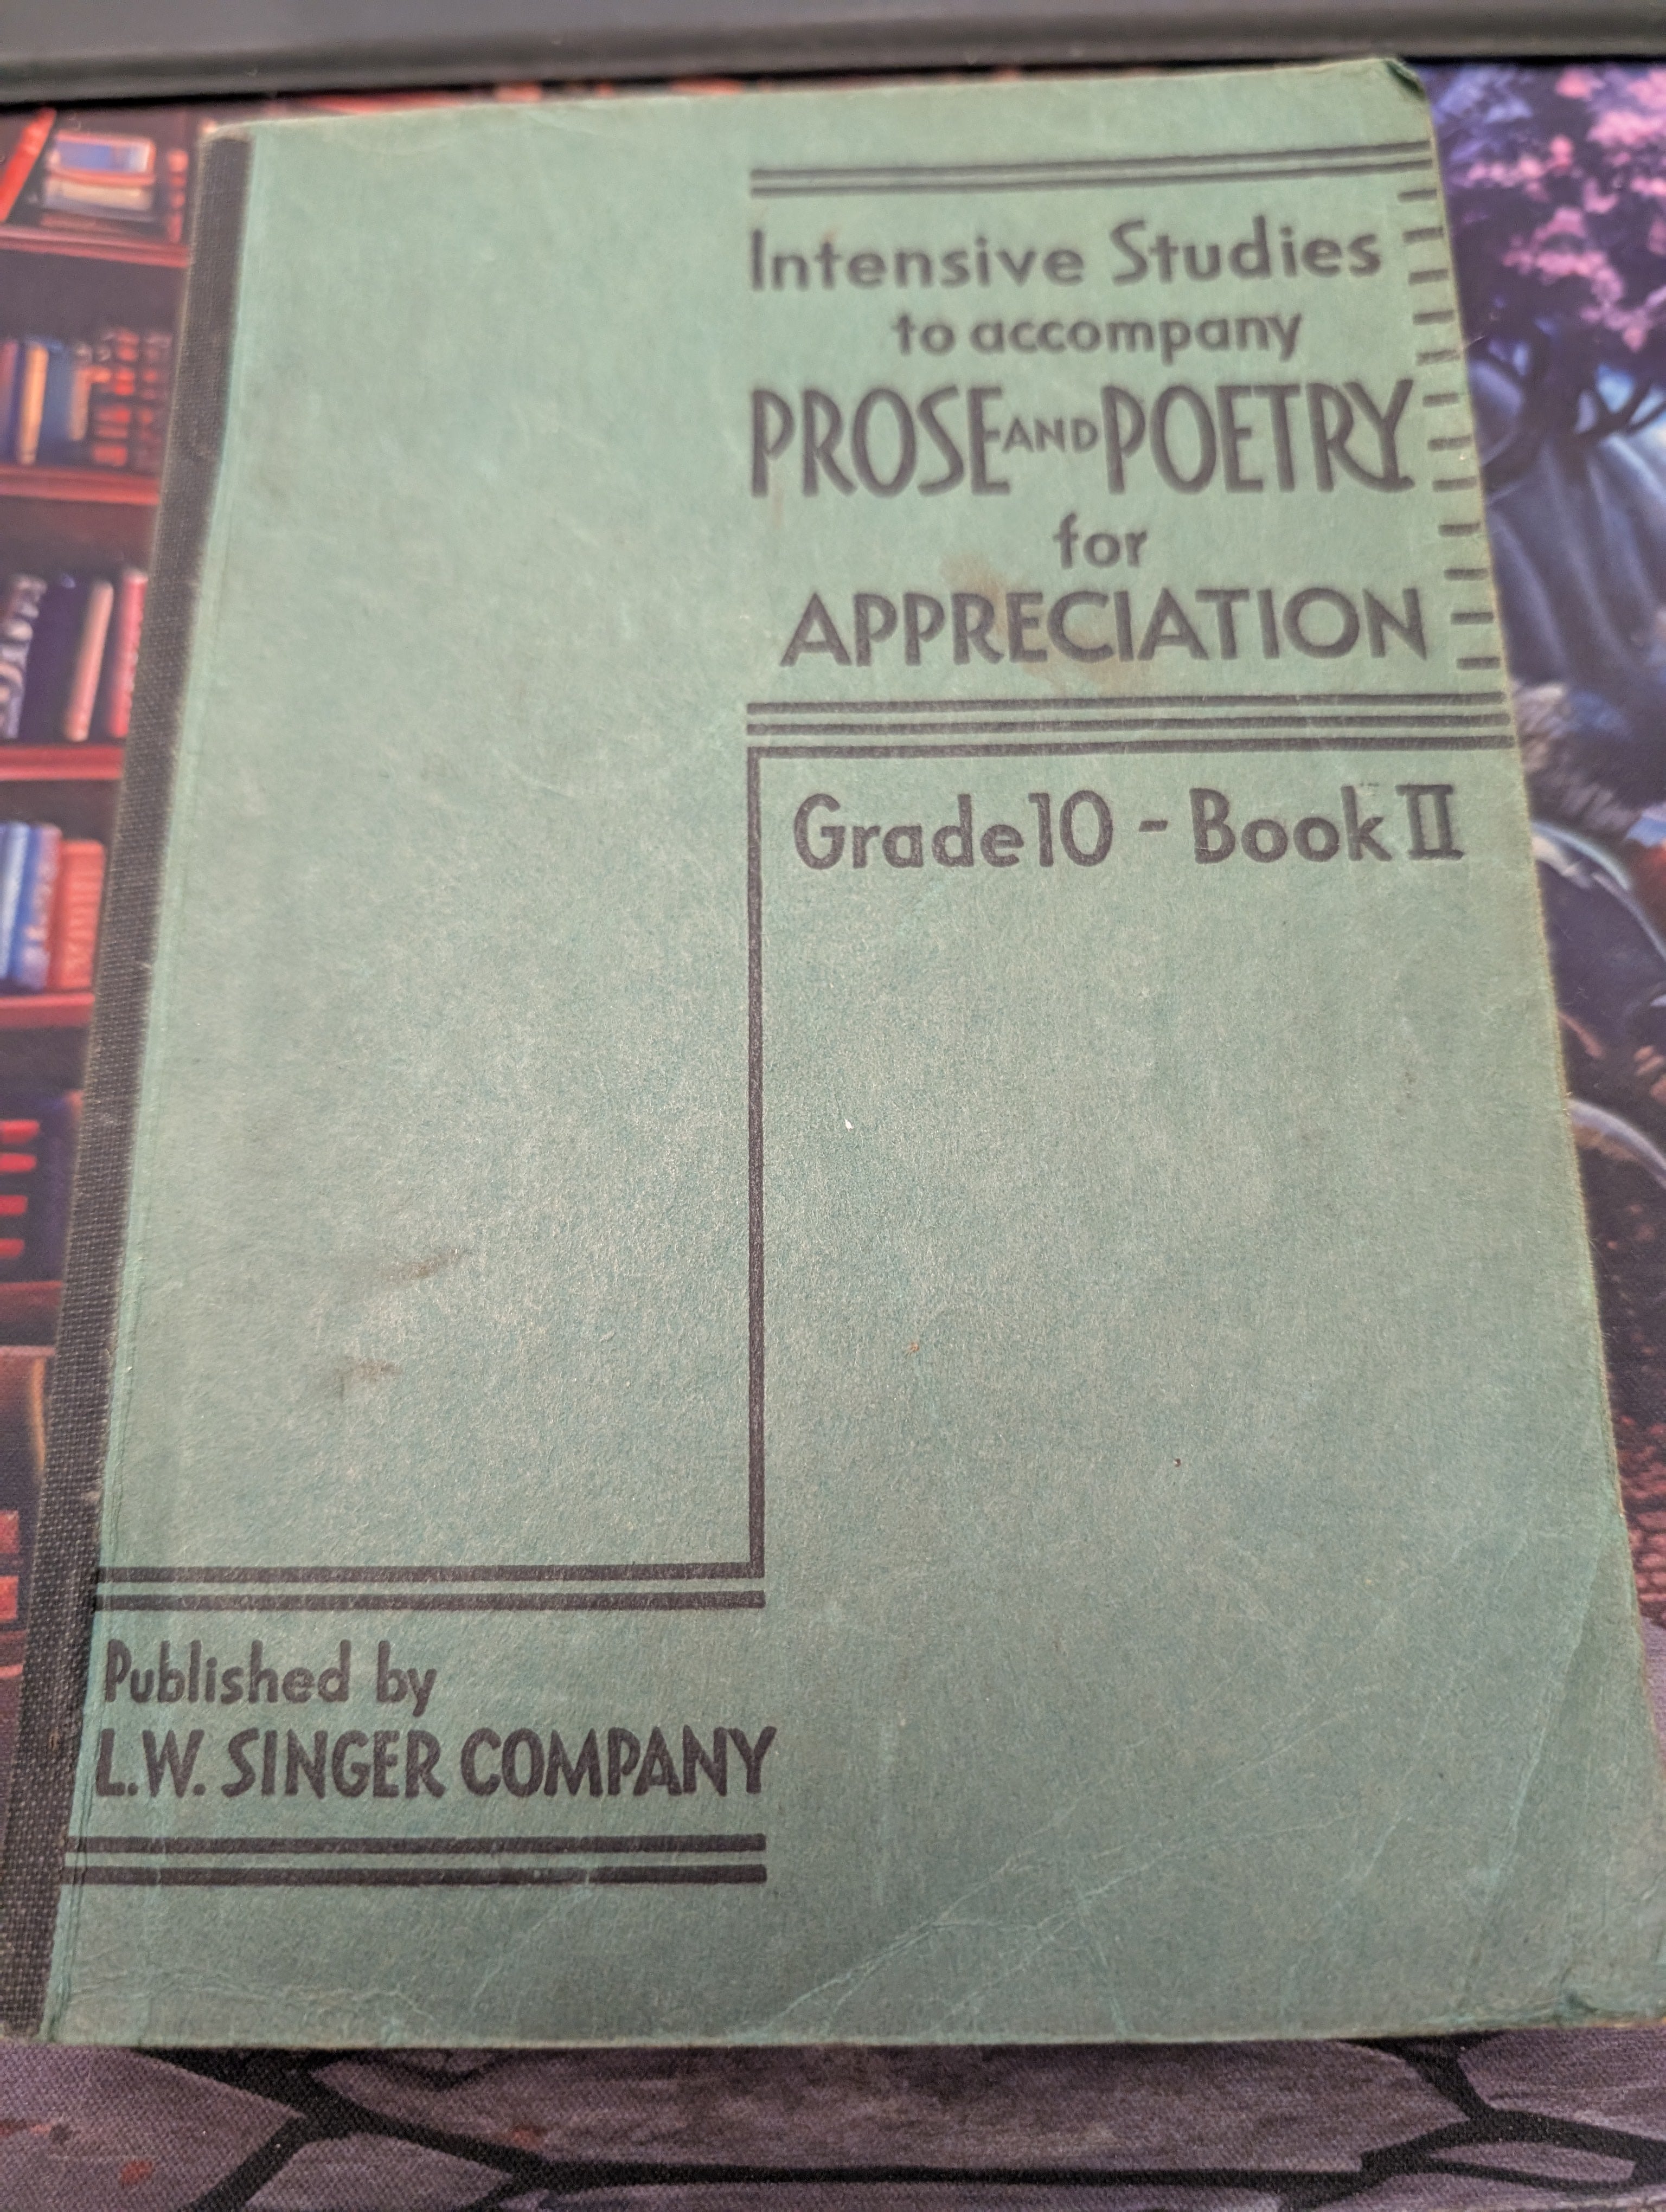 Intensive Studies
to accompany
PROSE AND POETRY
for
APPRECIATION
Grade 10 - Book II
Published by
L.W. SINGER COMPANY